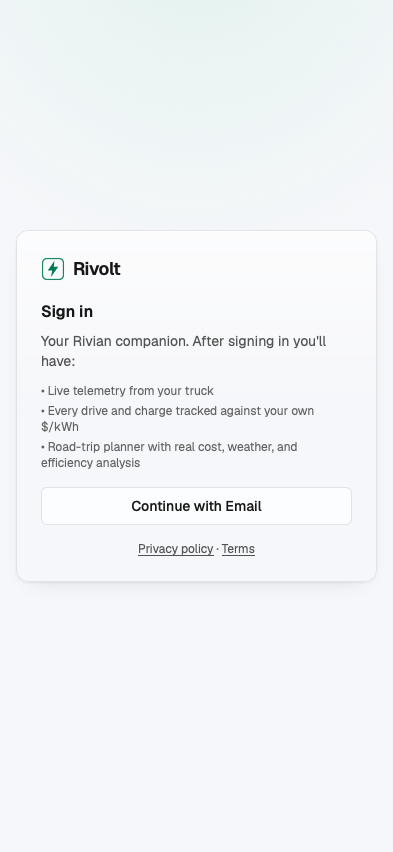 Rivolt
Sign in
Your Rivian companion. After signing in you'll
have:
• Live telemetry from your truck
• Every drive and charge tracked against your own
$/kWh
• Road-trip planner with real cost, weather, and
efficiency analysis
Continue with Email
Privacy policy · Terms